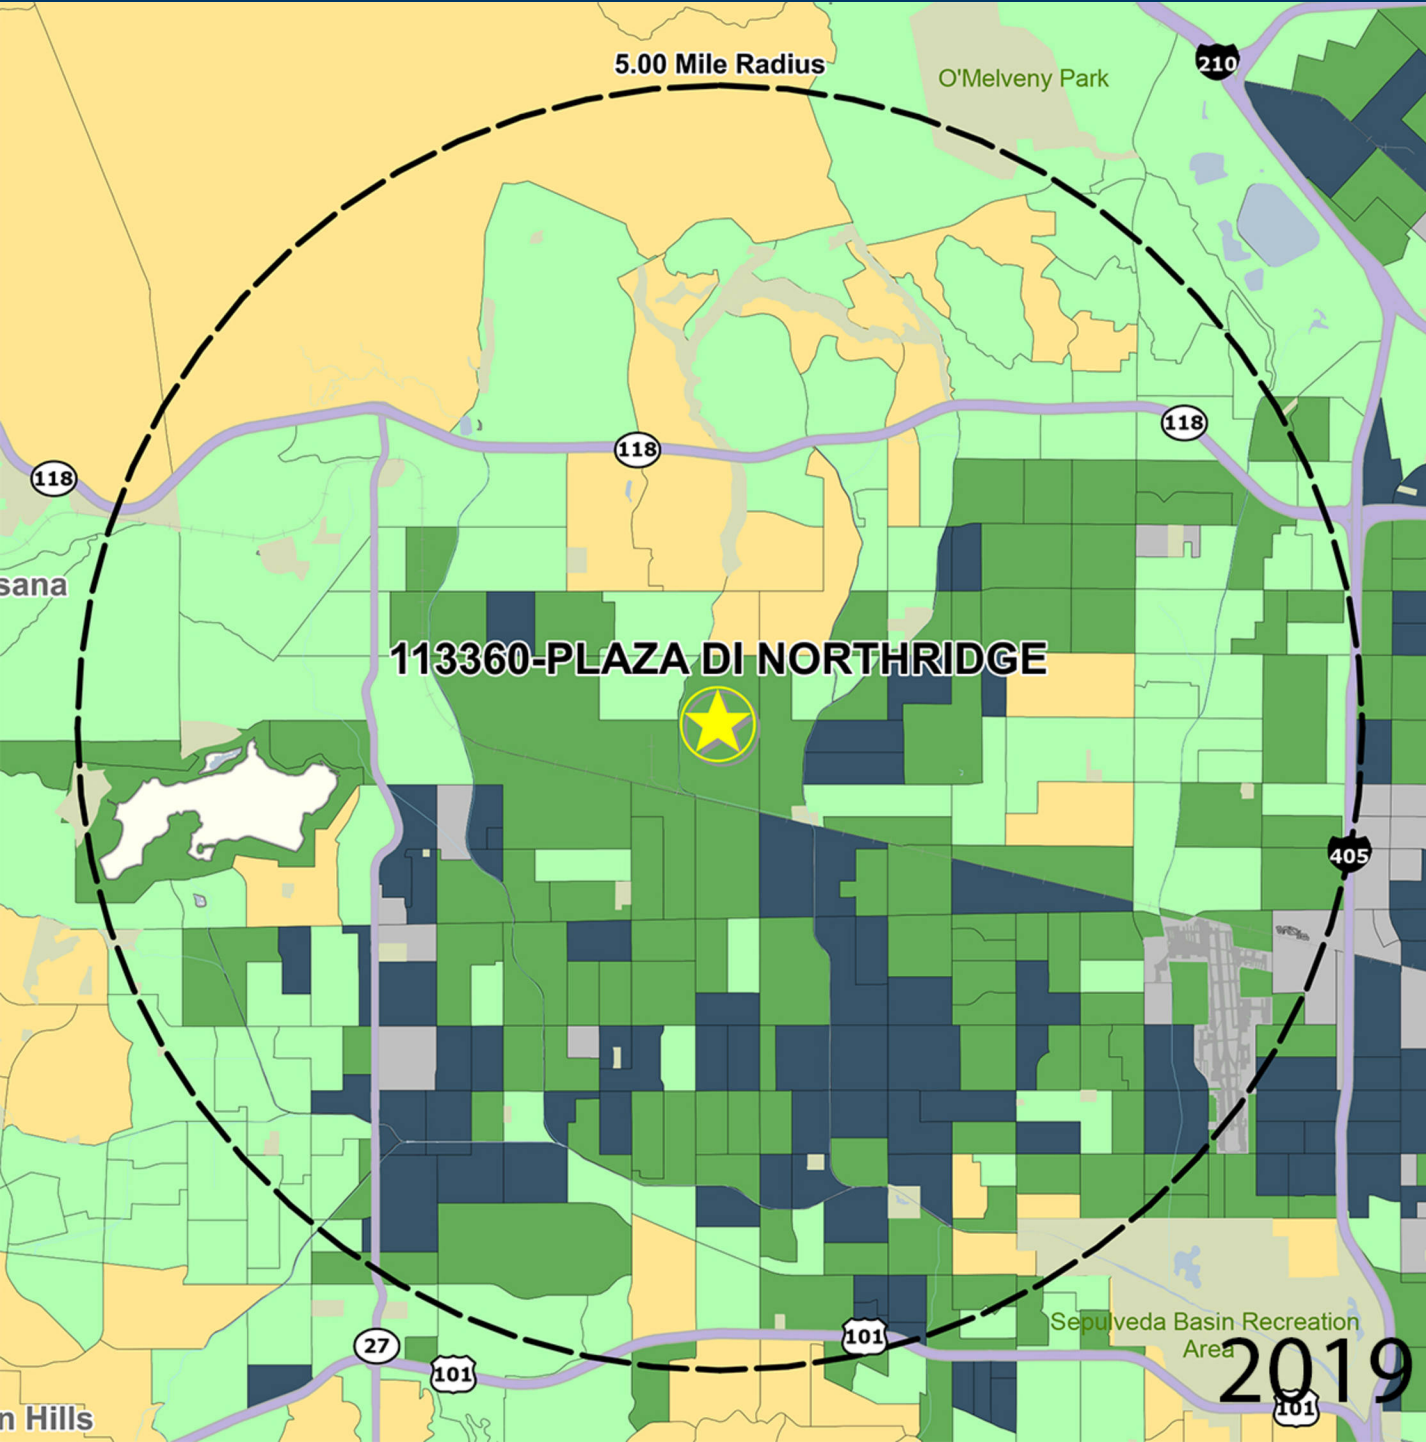 5.00 Mile Radius
O'Melveny Park
210
118
118
118
sana
113360-PLAZA DI NORTHRIDGE
405
Sepulveda Basin Recreation
Area
2019
27
101
101
101
n Hills